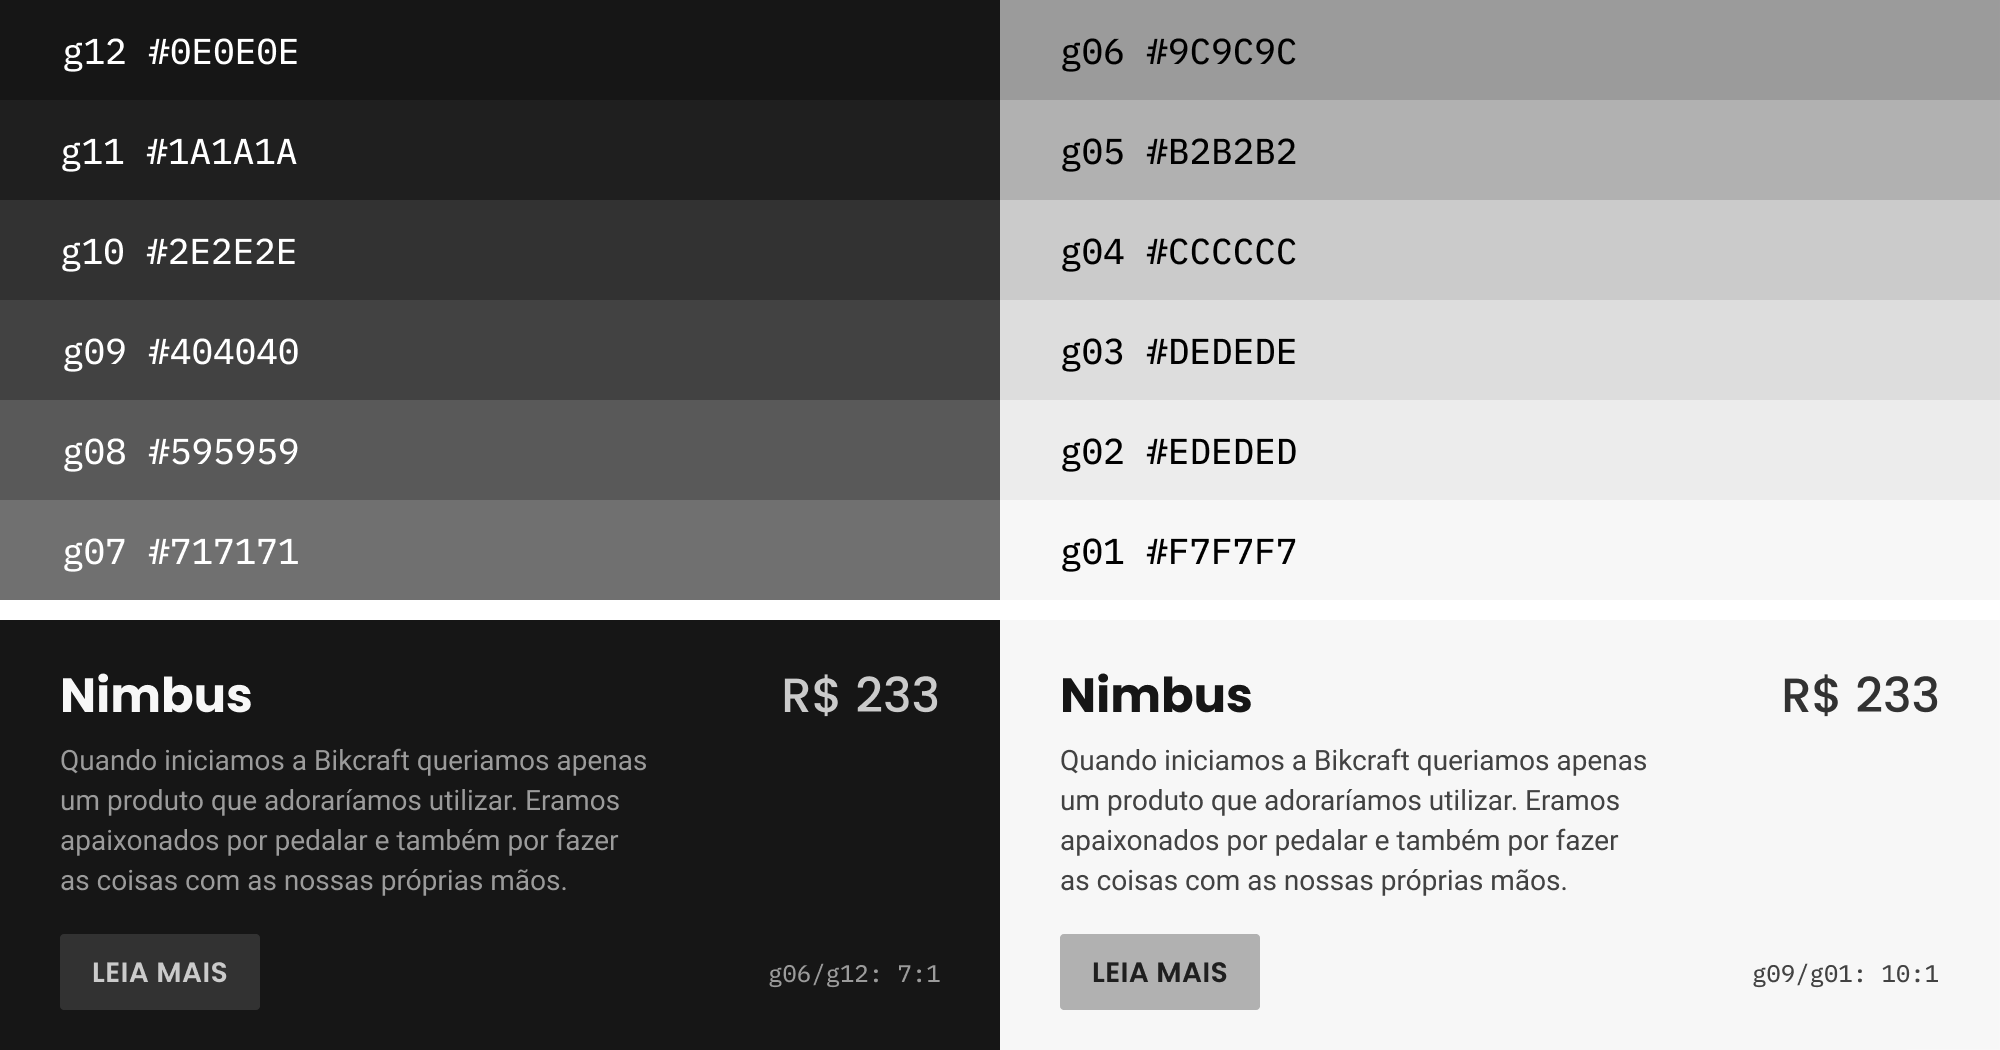 g12 #0E0E0E
g11 #1A1A1A
g10 #2E2E2E
g09 #404040
g08 #595959
g07 #717171
g06 #9C9C9C
g05 #B2B2B2
g04 #CCCCCC
g03 #DEDEDE
g02 #EDEDED
g01 #F7F7F7
Nimbus
R$ 233
Quando iniciamos a Bikcraft queriamos apenas
um produto que adoraríamos utilizar. Eramos
apaixonados por pedalar e também por fazer
as coisas com as nossas próprias mãos.
LEIA MAIS
g06/g12: 7:1
Nimbus
R$ 233
Quando iniciamos a Bikcraft queriamos apenas
um produto que adoraríamos utilizar. Eramos
apaixonados por pedalar e também por fazer
as coisas com as nossas próprias mãos.
LEIA MAIS
g09/g01: 10:1